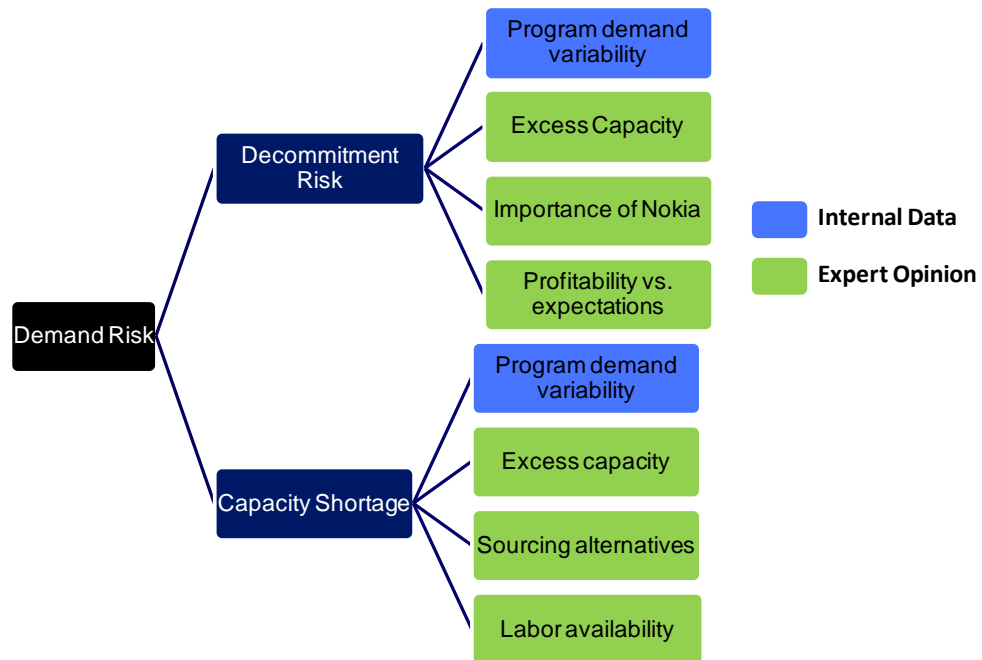 Program demand
variability
Excess Capacity
Decommitment
Risk
Importance of Nokia
Internal Data
Expert Opinion
Profitability vs.
expectations
Demand Risk
Program demand
variability
Excess capacity
Capacity Shortage
Sourcing alternatives
Labor availability